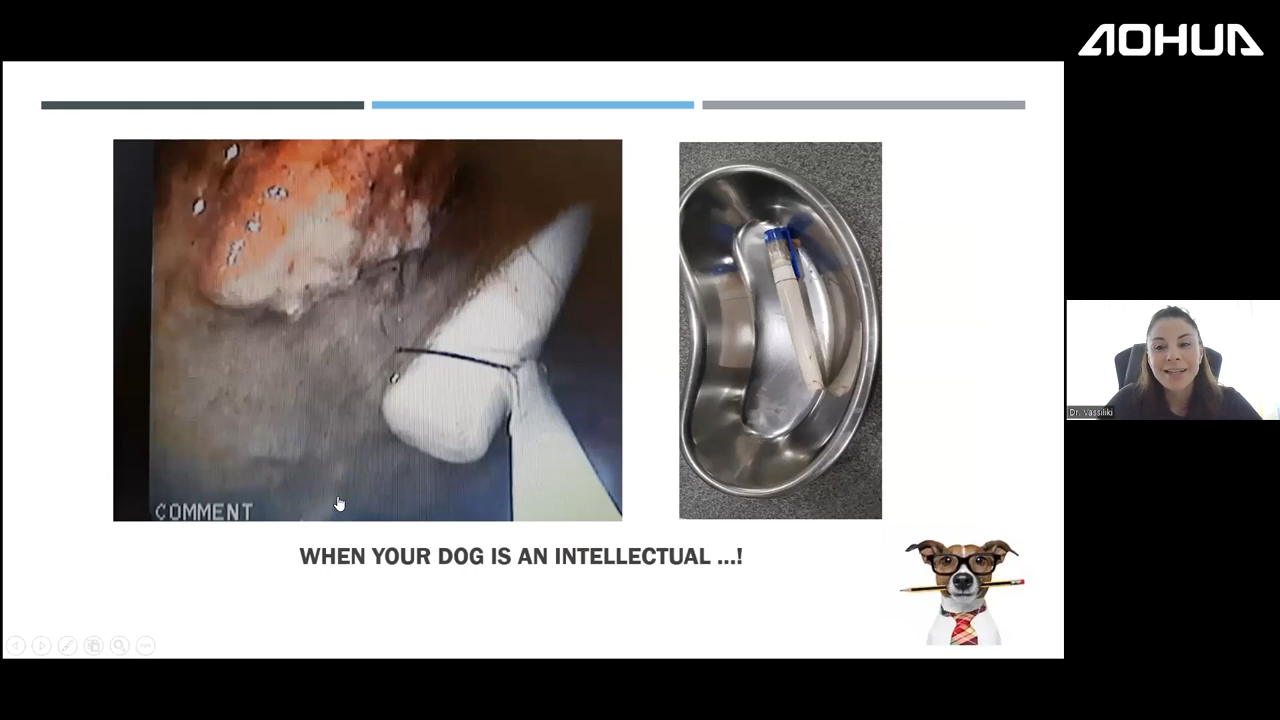 AOHUA
COMMENT
WHEN YOUR DOG IS AN INTELLECTUAL ...!
Dr. Vassiliki